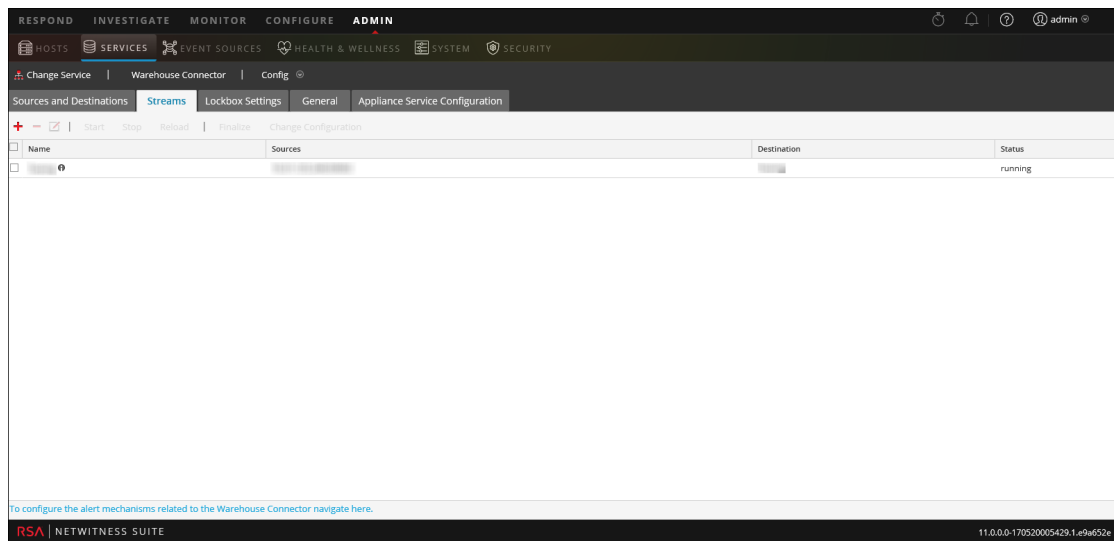 RESPOND INVESTIGATE MONITOR CONFIGURE ADMIN admin
HOSTS SERVICES EVENT SOURCES HEALTH & WELLNESS SYSTEM SECURITY
Change Service | Warehouse Connector | Config
Sources and Destinations Streams Lockbox Settings General Appliance Service Configuration
Start Stop Reload | Finalize Change Configuration
Name Sources Destination Status
running
To configure the alert mechanisms related to the Warehouse Connector navigate here.
RSA | NETWITNESS SUITE 11.0.0.0-170520005429.1.e9a652e